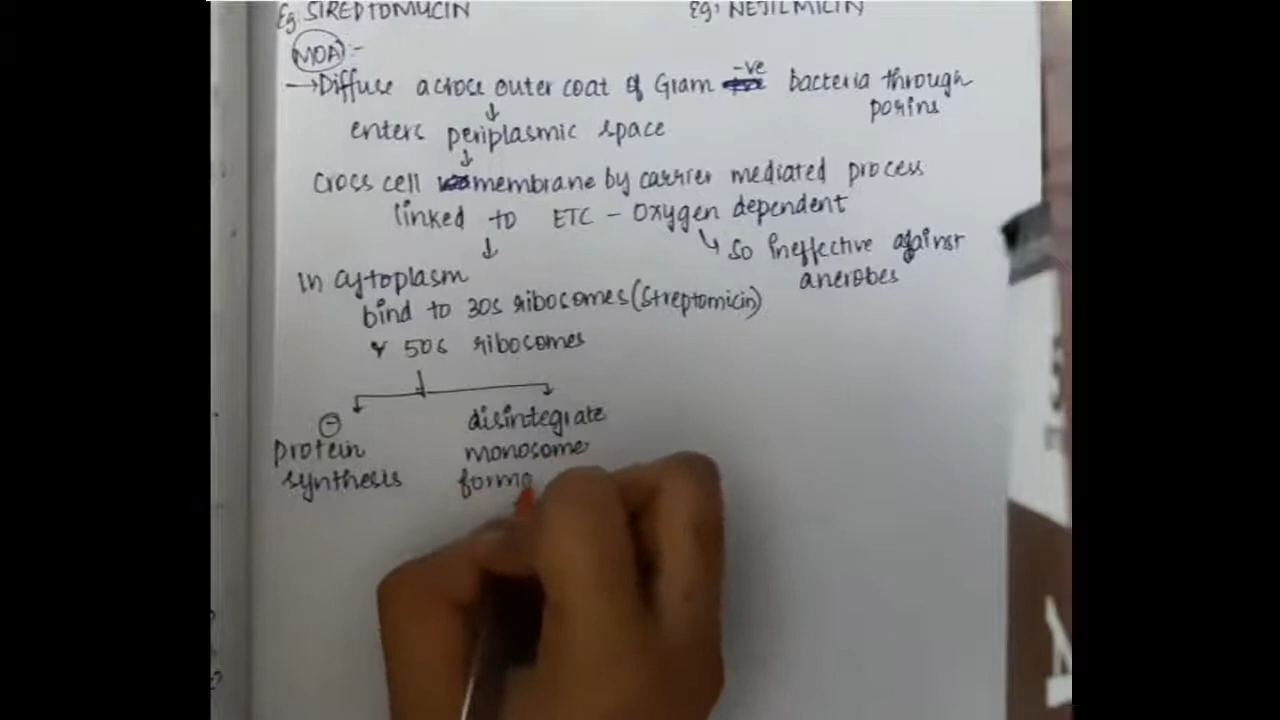 Eg: STREPTOMYCIN
Eg: NETILMICIN
MOA :-
→ Diffuse acrocc outer coat of Gram -ve bacteria through porins
↓
enters periplasmic space
↓
Cross cell membrane by carrier mediated process
linked to ETC - Oxygen dependent
↓
↳ So ineffective against anerobes
in cytoplasm
bind to 30s ribosomes (Streptomicin)
& 50s ribosomes
⊖
protein
synthesis
disintegrate
monosome
forma